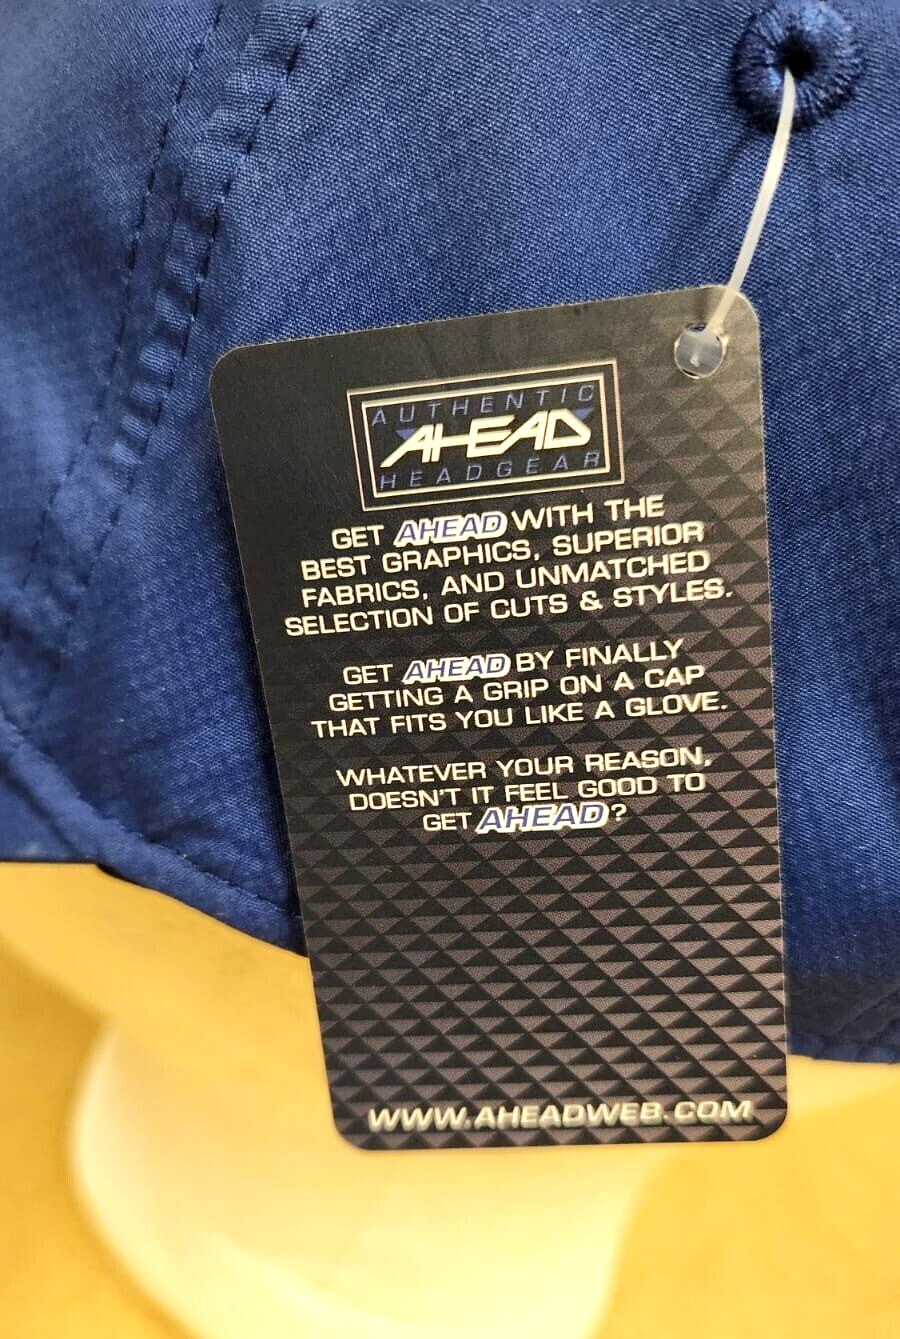 AUTHENTIC
AHEAD
HEADGEAR
GET AHEAD WITH THE
BEST GRAPHICS, SUPERIOR
FABRICS, AND UNMATCHED
SELECTION OF CUTS & STYLES.
GET AHEAD BY FINALLY
GETTING A GRIP ON A CAP
THAT FITS YOU LIKE A GLOVE.
WHATEVER YOUR REASON,
DOESN'T IT FEEL GOOD TO
GET AHEAD?
WWW.AHEADWEB.COM